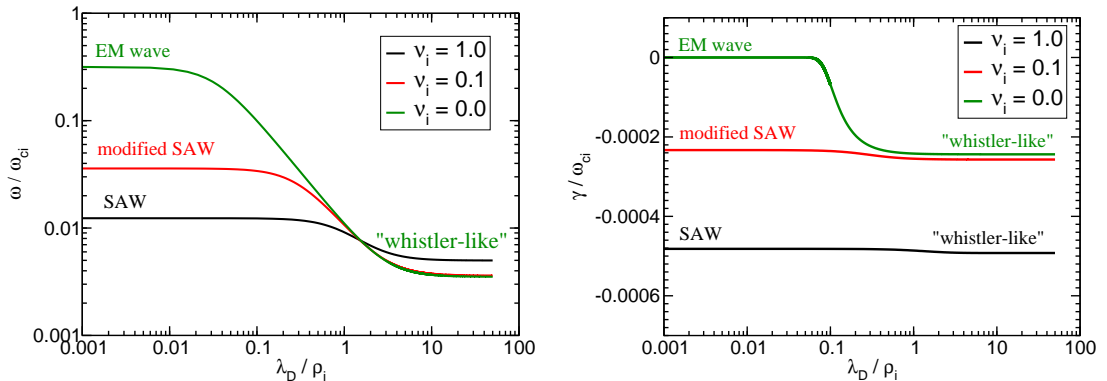 EM wave
ν_i = 1.0
ν_i = 0.1
ν_i = 0.0
modified SAW
SAW
"whistler-like"
1
0.1
0.01
0.001
ω / ω_ci
0.001 0.01 0.1 1 10 100
λ_D / ρ_i
EM wave
ν_i = 1.0
ν_i = 0.1
ν_i = 0.0
modified SAW
"whistler-like"
SAW
"whistler-like"
0
-0.0002
-0.0004
-0.0006
γ / ω_ci
0.001 0.01 0.1 1 10 100
λ_D / ρ_i